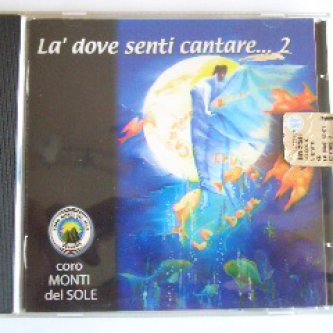 La' dove senti cantare... 2
coro
MONTI
del SOLE